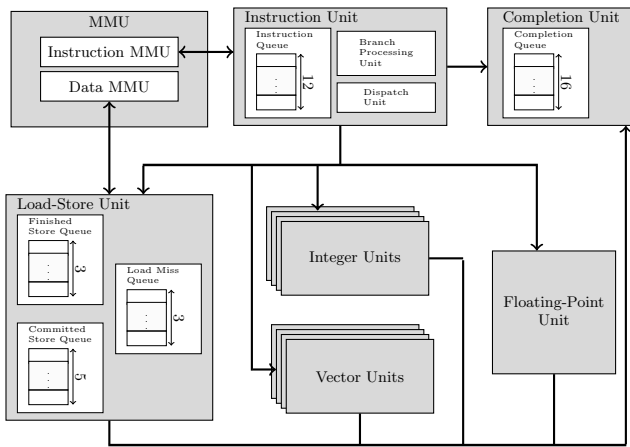 MMU
Instruction MMU
Data MMU
Instruction Unit
Instruction
Queue
12
Branch
Processing
Unit
Dispatch
Unit
Completion Unit
Completion
Queue
16
Load-Store Unit
Finished
Store Queue
3
Load Miss
Queue
3
Committed
Store Queue
5
Integer Units
Vector Units
Floating-Point
Unit